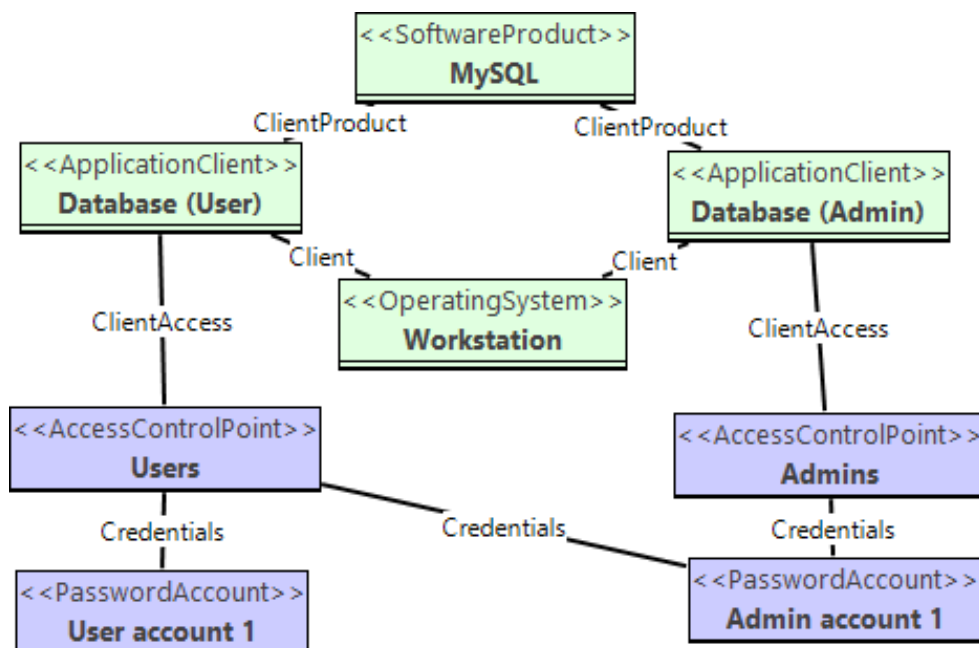 <<SoftwareProduct>>
MySQL
ClientProduct
ClientProduct
<<ApplicationClient>>
Database (User)
<<ApplicationClient>>
Database (Admin)
Client
Client
<<OperatingSystem>>
Workstation
ClientAccess
ClientAccess
<<AccessControlPoint>>
Users
<<AccessControlPoint>>
Admins
Credentials
Credentials
Credentials
<<PasswordAccount>>
User account 1
<<PasswordAccount>>
Admin account 1